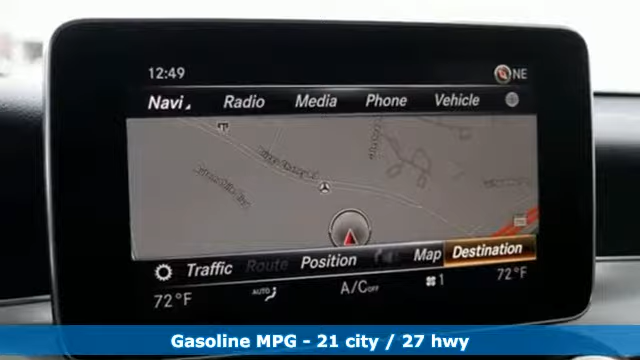 12:49
NE
Navi Radio Media Phone Vehicle
Traffic Route Position Map Destination
72°F AUTO A/C OFF 1 72°F
Gasoline MPG - 21 city / 27 hwy